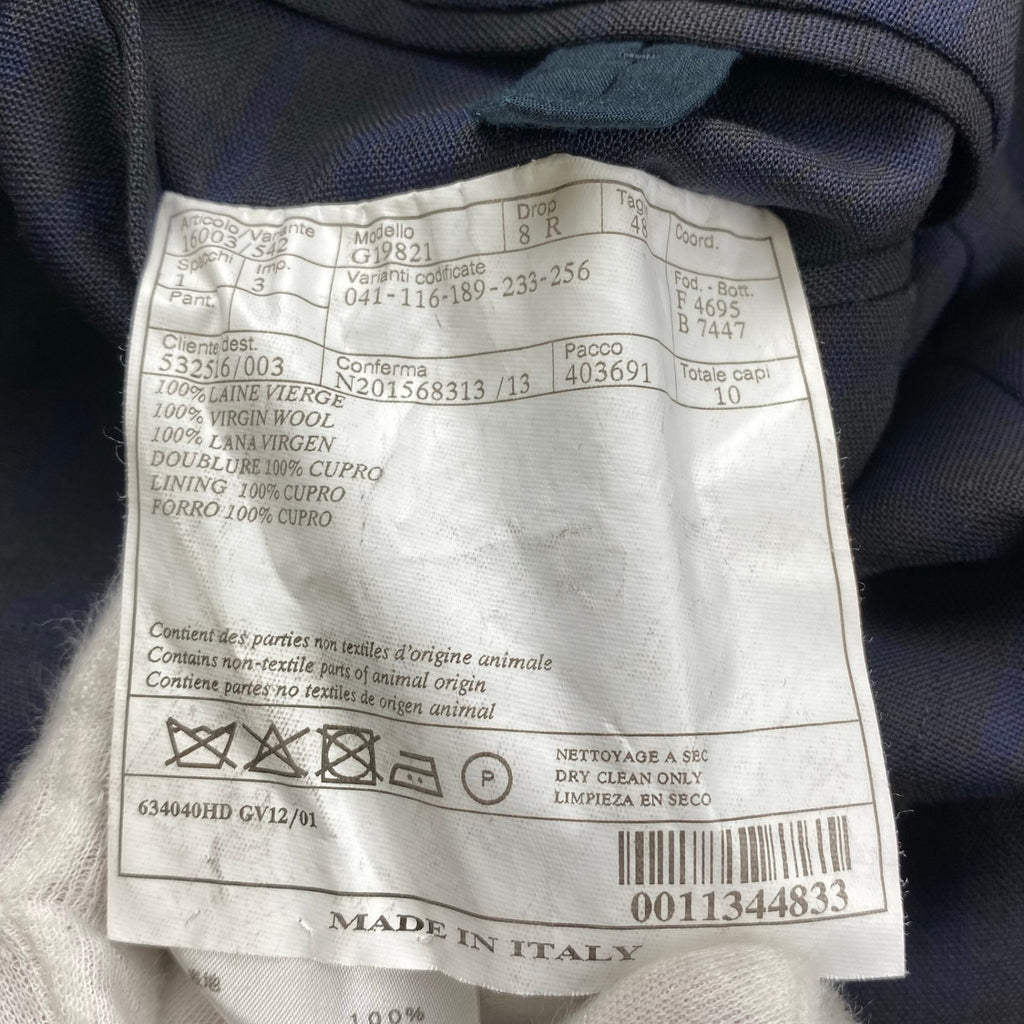 Articolo/Variante
16003/S42
Modello
G19821
Drop
8 R
Tag.
48
Coord.
Spacchi
1
Imp.
3
Varianti codificate
041-116-189-233-256
Fod. - Bott.
F 4695
B 7447
Pant.
Cliente dest.
532516/003
Conferma
N201568313 /13
Pacco
403691
Totale capi
10
100% LAINE VIERGE
100% VIRGIN WOOL
100% LANA VIRGEN
DOUBLURE 100% CUPRO
LINING 100% CUPRO
FORRO 100% CUPRO
Contient des parties non textiles d'origine animale
Contains non-textile parts of animal origin
Contiene partes no textiles de origen animal
P
NETTOYAGE A SEC
DRY CLEAN ONLY
LIMPIEZA EN SECO
634040HD GV12/01
0011344833
MADE IN ITALY
100%